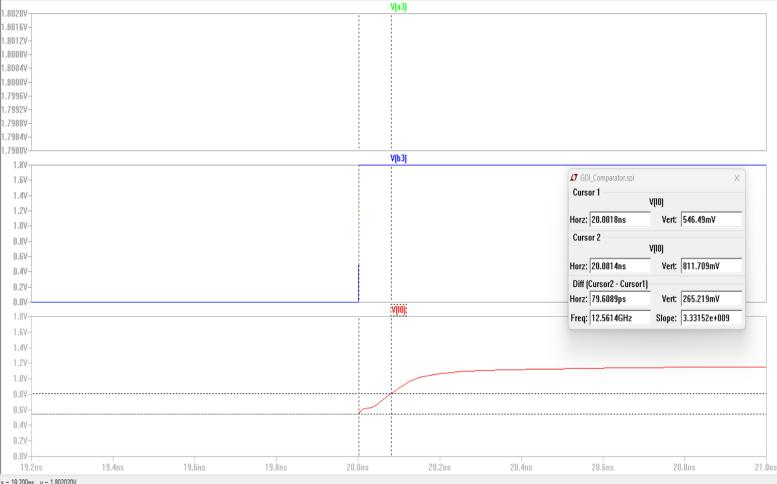 V(a3)
1.8020V
1.8016V
1.8012V
1.8008V
1.8004V
1.8000V
1.7996V
1.7992V
1.7988V
1.7984V
1.7980V
V(b3)
1.8V
1.6V
1.4V
1.2V
1.0V
0.8V
0.6V
0.4V
0.2V
0.0V
GDI_Comparator.spi X
Cursor 1
V(l0)
Horz: 20.0018ns Vert: 546.49mV
Cursor 2
V(l0)
Horz: 20.0814ns Vert: 811.709mV
Diff (Cursor2 - Cursor1)
Horz: 79.6089ps Vert: 265.219mV
Freq: 12.5614GHz Slope: 3.33152e+009
V(l0)
1.8V
1.6V
1.4V
1.2V
1.0V
0.8V
0.6V
0.4V
0.2V
0.0V
19.2ns 19.4ns 19.6ns 19.8ns 20.0ns 20.2ns 20.4ns 20.6ns 20.8ns 21.0ns
x = 19.200ns y = 1.802020V